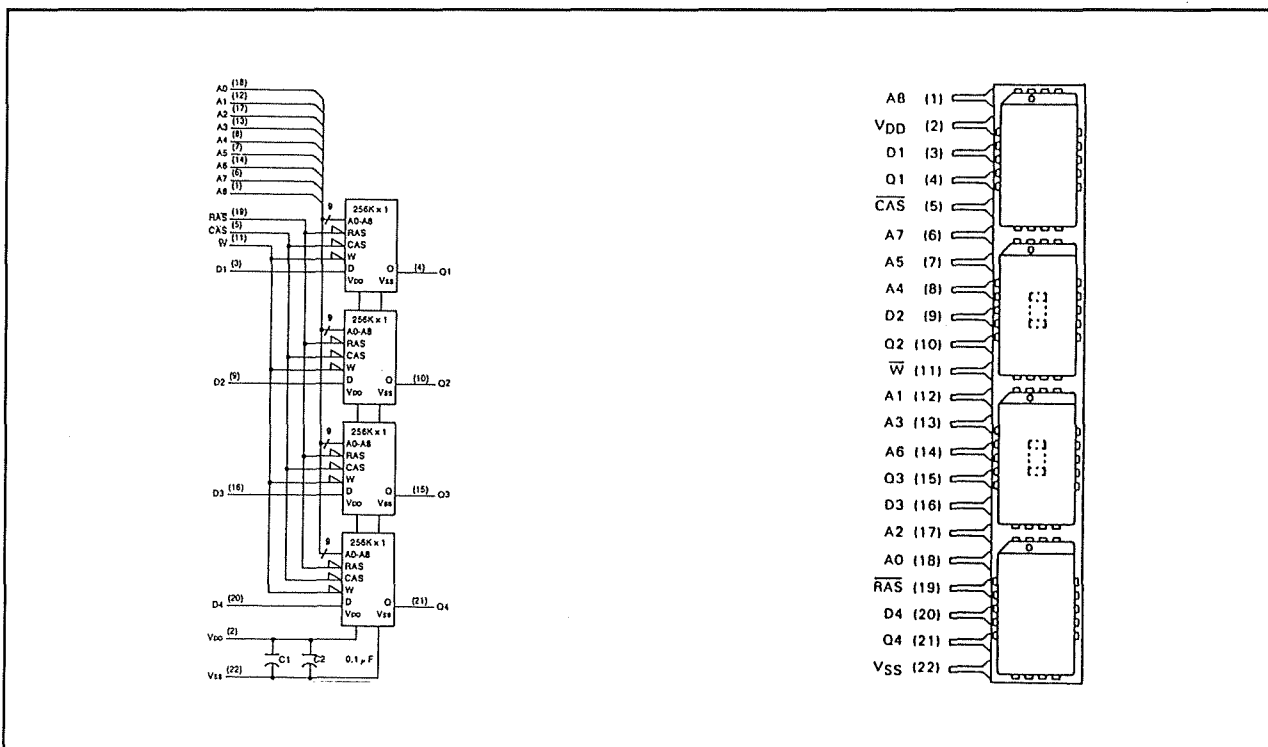 A0 (18)
A1 (12)
A2 (17)
A3 (13)
A4 (8)
A5 (7)
A6 (14)
A7 (6)
A8 (1)
RAS (19)
CAS (5)
W (11)
D1 (3)
9
256K x 1
A0-A8
RAS
CAS
W
D Q
VDD VSS
(4) Q1
9
256K x 1
A0-A8
RAS
CAS
W
D2 (9)
D Q
VDD VSS
(10) Q2
9
256K x 1
A0-A8
RAS
CAS
W
D3 (16)
D Q
VDD VSS
(15) Q3
9
256K x 1
A0-A8
RAS
CAS
W
D4 (20)
D Q
VDD VSS
(21) Q4
VDD (2)
C1 C2 0.1 μF
VSS (22)
A8 (1)
VDD (2)
D1 (3)
Q1 (4)
CAS (5)
A7 (6)
A5 (7)
A4 (8)
D2 (9)
Q2 (10)
W (11)
A1 (12)
A3 (13)
A6 (14)
Q3 (15)
D3 (16)
A2 (17)
A0 (18)
RAS (19)
D4 (20)
Q4 (21)
VSS (22)